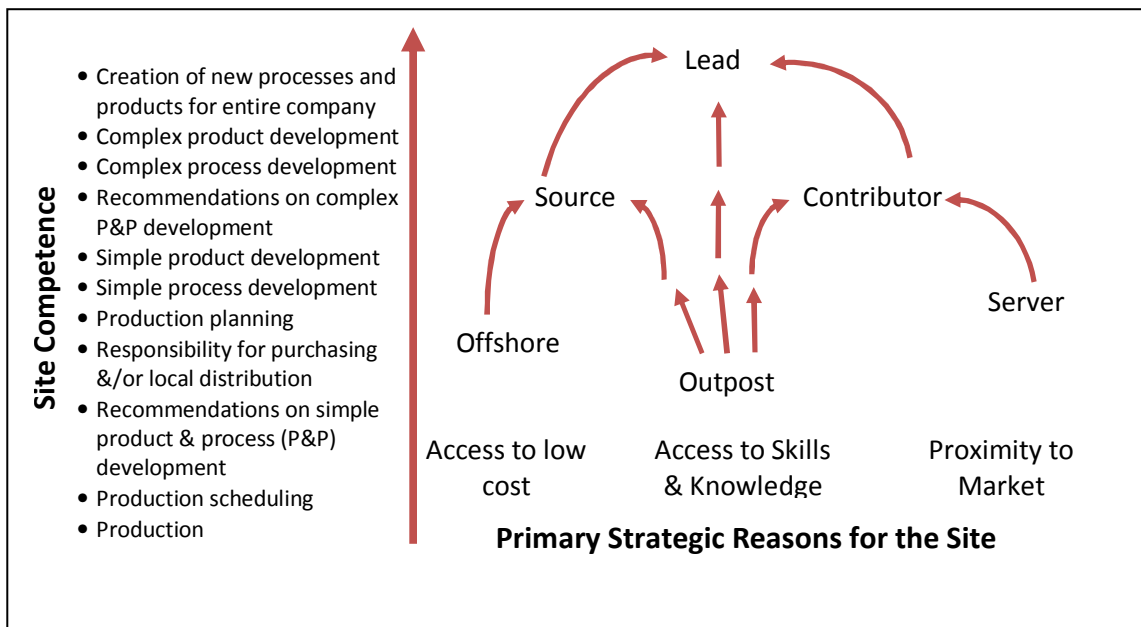 Site Competence
• Creation of new processes and
products for entire company
• Complex product development
• Complex process development
• Recommendations on complex
P&P development
• Simple product development
• Simple process development
• Production planning
• Responsibility for purchasing
&/or local distribution
• Recommendations on simple
product & process (P&P)
development
• Production scheduling
• Production
Lead
Source
Contributor
Offshore
Server
Outpost
Access to low
cost
Access to Skills
& Knowledge
Proximity to
Market
Primary Strategic Reasons for the Site